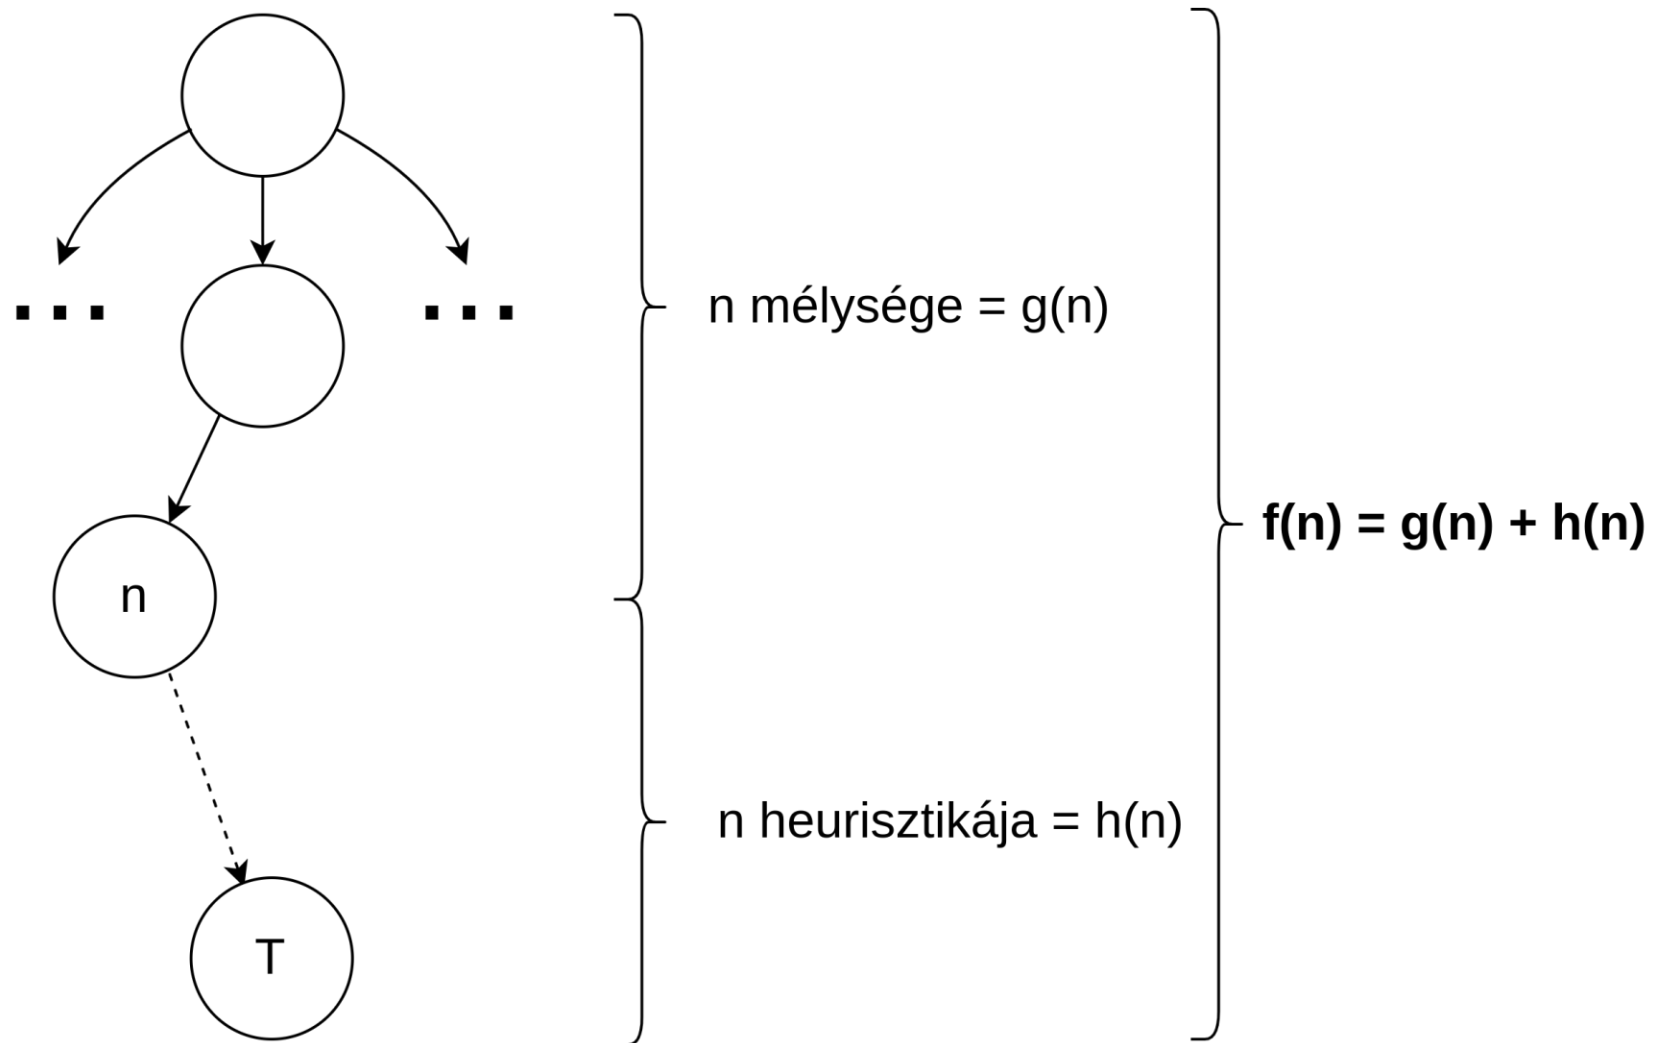 n mélysége = g(n)
f(n) = g(n) + h(n)
n
n heurisztikája = h(n)
T